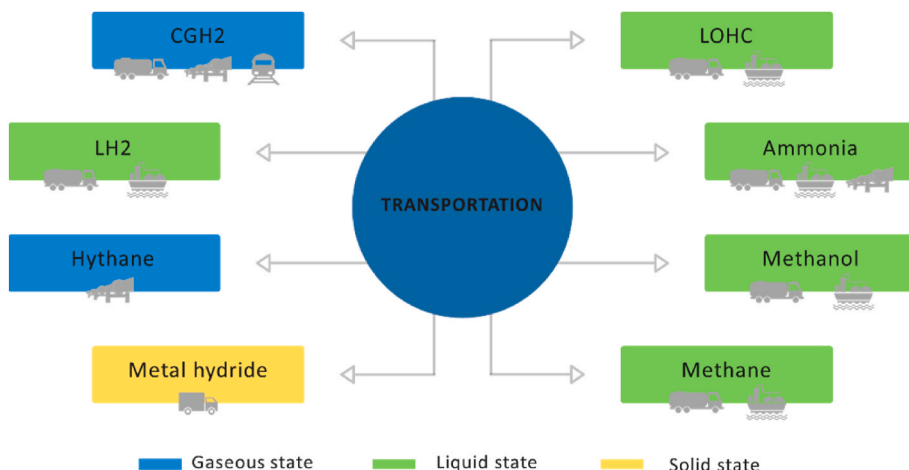 CGH2
LOHC
LH2
Ammonia
TRANSPORTATION
Hythane
Methanol
Metal hydride
Methane
Gaseous state
Liquid state
Solid state